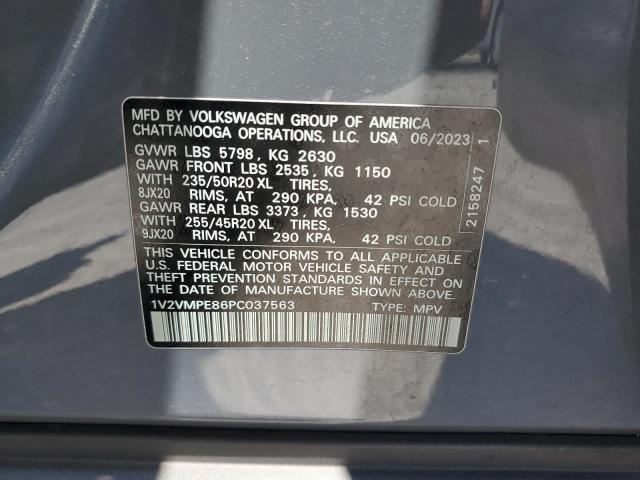 MFD BY VOLKSWAGEN GROUP OF AMERICA
CHATTANOOGA OPERATIONS, LLC. USA 06/2023
GVWR LBS 5798, KG 2630
GAWR FRONT LBS 2535, KG 1150
WITH 235/50R20 XL TIRES,
8JX20 RIMS, AT 290 KPA, 42 PSI COLD
GAWR REAR LBS 3373, KG 1530
WITH 255/45R20 XL TIRES,
9JX20 RIMS, AT 290 KPA, 42 PSI COLD
THIS VEHICLE CONFORMS TO ALL APPLICABLE
U.S. FEDERAL MOTOR VEHICLE SAFETY AND
THEFT PREVENTION STANDARDS IN EFFECT ON
THE DATE OF MANUFACTURE SHOWN ABOVE
1V2VMPE86PC037563 TYPE: MPV
2158247 1